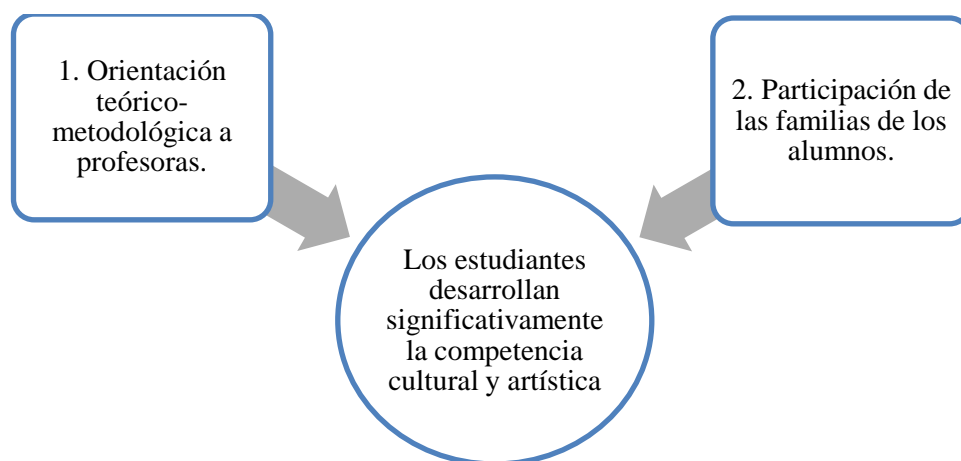 1. Orientación
teórico-
metodológica a
profesoras.
2. Participación de
las familias de los
alumnos.
Los estudiantes
desarrollan
significativamente
la competencia
cultural y artística